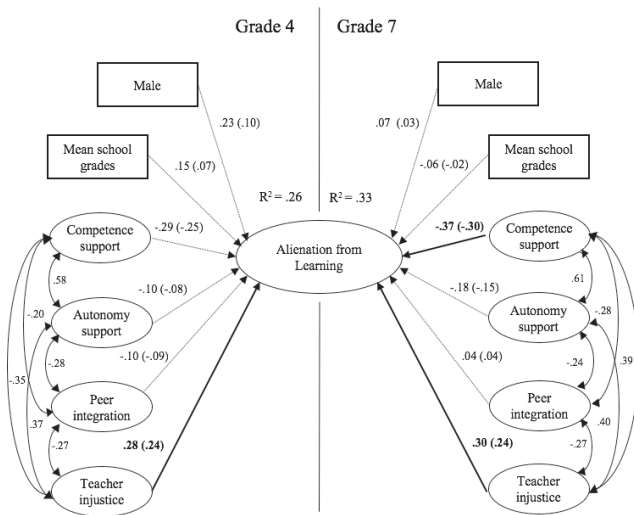 Grade 4
Grade 7
Male
Male
.23 (.10)
.07 (.03)
Mean school
grades
Mean school
grades
.15 (.07)
-.06 (-.02)
R² = .26
R² = .33
Competence
support
-.29 (-.25)
Alienation from
Learning
-.37 (-.30)
Competence
support
.58
.61
-.10 (-.08)
-.18 (-.15)
-.20
Autonomy
support
Autonomy
support
-.28
-.28
-.10 (-.09)
.04 (.04)
-.24
.39
-.35
.37
Peer
integration
Peer
integration
.40
-.27
.28 (.24)
.30 (.24)
-.27
Teacher
injustice
Teacher
injustice